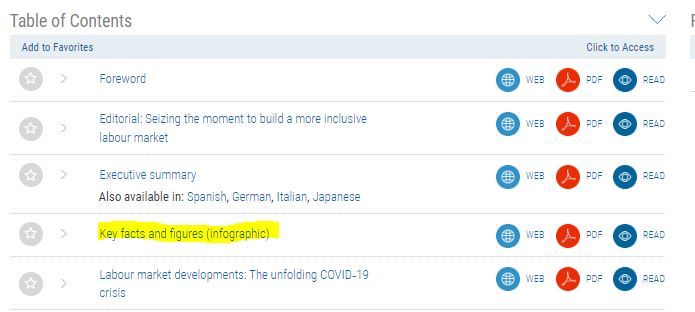 Table of Contents
Add to Favorites Click to Access
Foreword WEB PDF READ
Editorial: Seizing the moment to build a more inclusive
labour market WEB PDF READ
Executive summary WEB PDF READ
Also available in: Spanish, German, Italian, Japanese
Key facts and figures (infographic) WEB PDF READ
Labour market developments: The unfolding COVID-19
crisis WEB PDF READ